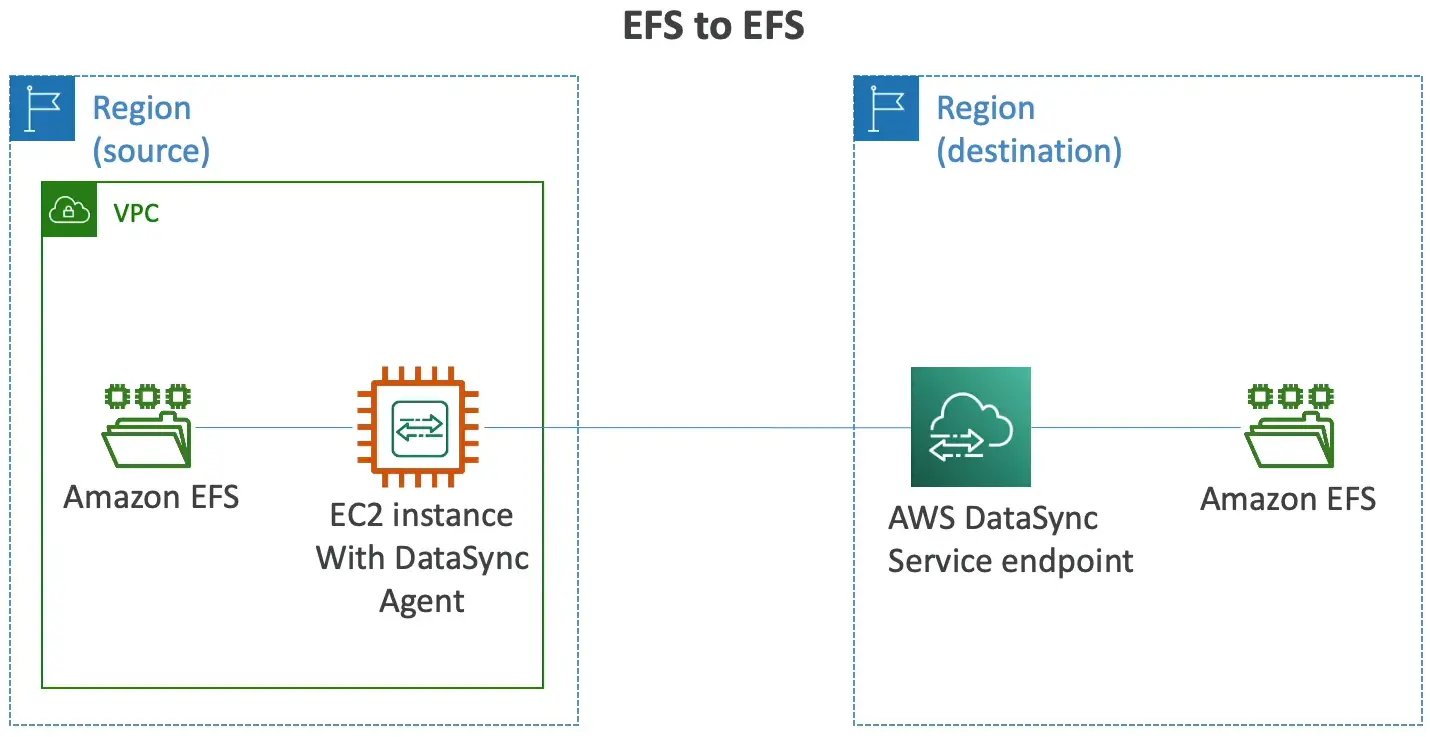 EFS to EFS
Region
(source)
VPC
Amazon EFS
EC2 instance
With DataSync
Agent
Region
(destination)
AWS DataSync
Service endpoint
Amazon EFS